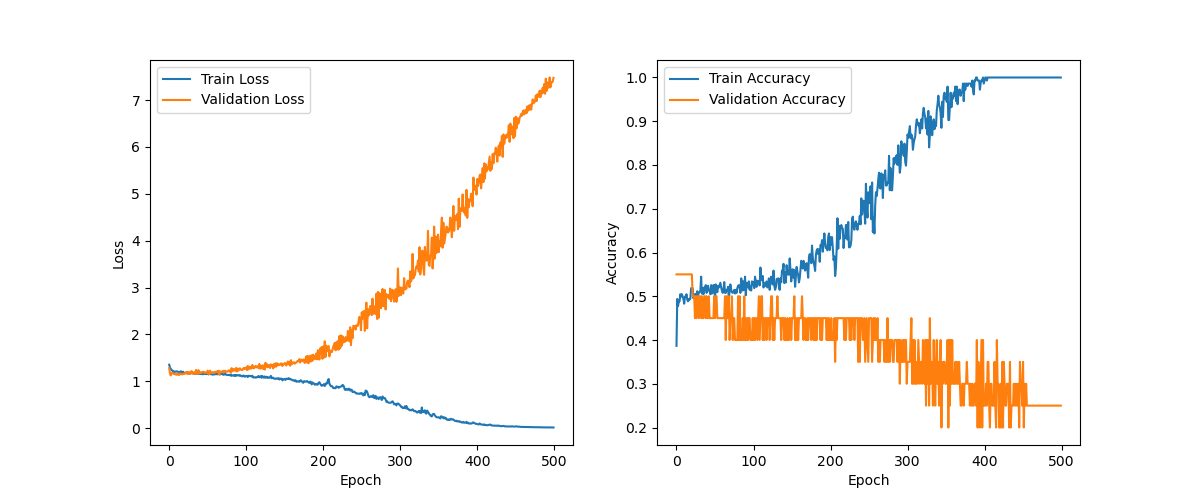 Train Loss
Validation Loss
Loss
7
6
5
4
3
2
1
0
0 100 200 300 400 500
Epoch
Train Accuracy
Validation Accuracy
Accuracy
1.0
0.9
0.8
0.7
0.6
0.5
0.4
0.3
0.2
0 100 200 300 400 500
Epoch